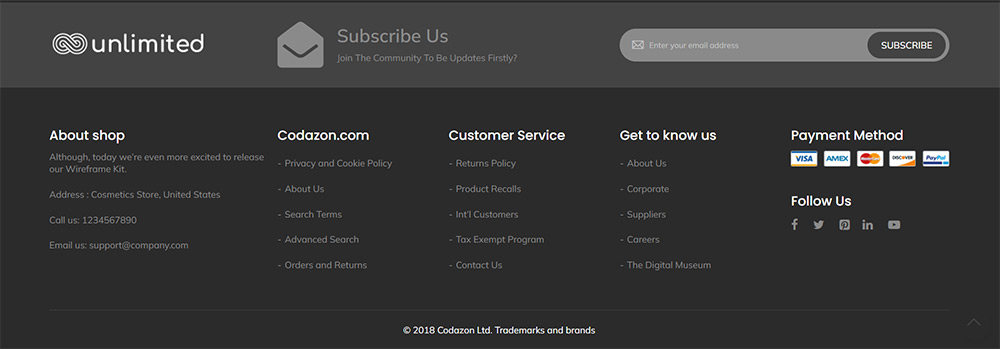 unlimited
Subscribe Us
Join The Community To Be Updates Firstly?
Enter your email address
SUBSCRIBE
About shop
Although, today we're even more excited to release
our Wireframe Kit.
Address : Cosmetics Store, United States
Call us: 1234567890
Email us: support@company.com
Codazon.com
- Privacy and Cookie Policy
- About Us
- Search Terms
- Advanced Search
- Orders and Returns
Customer Service
- Returns Policy
- Product Recalls
- Int'l Customers
- Tax Exempt Program
- Contact Us
Get to know us
- About Us
- Corporate
- Suppliers
- Careers
- The Digital Museum
Payment Method
VISA AMEX MasterCard DISCOVER PayPal
Follow Us
© 2018 Codazon Ltd. Trademarks and brands